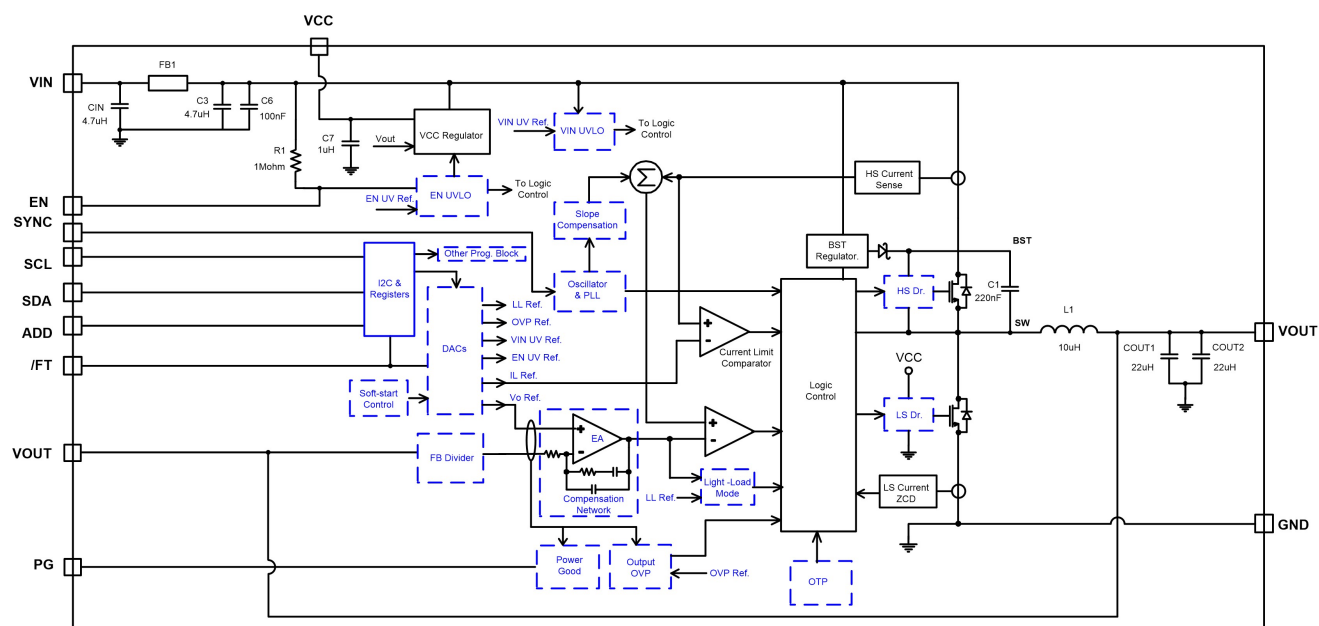 VCC
VIN
FB1
CIN
4.7uH
C3
4.7uH
C6
100nF
R1
1Mohm
C7
1uH
Vout
VCC Regulator
VIN UV Ref.
VIN UVLO
To Logic
Control
EN UV Ref.
EN UVLO
To Logic
Control
Σ
HS Current
Sense
EN
SYNC
SCL
SDA
ADD
/FT
Slope
Compensation
Oscillator
& PLL
I2C &
Registers
Other Prog. Block
DACs
LL Ref.
OVP Ref.
VIN UV Ref.
EN UV Ref.
IL Ref.
Vo Ref.
Soft-start
Control
BST
Regulator.
BST
HS Dr.
C1
220nF
SW
L1
10uH
VOUT
COUT1
22uH
COUT2
22uH
+
-
Current Limit
Comparator
Logic
Control
VCC
LS Dr.
+
-
VOUT
FB Divider
+
-
EA
Compensation
Network
LL Ref.
Light -Load
Mode
LS Current
ZCD
GND
PG
Power
Good
Output
OVP
OVP Ref.
OTP